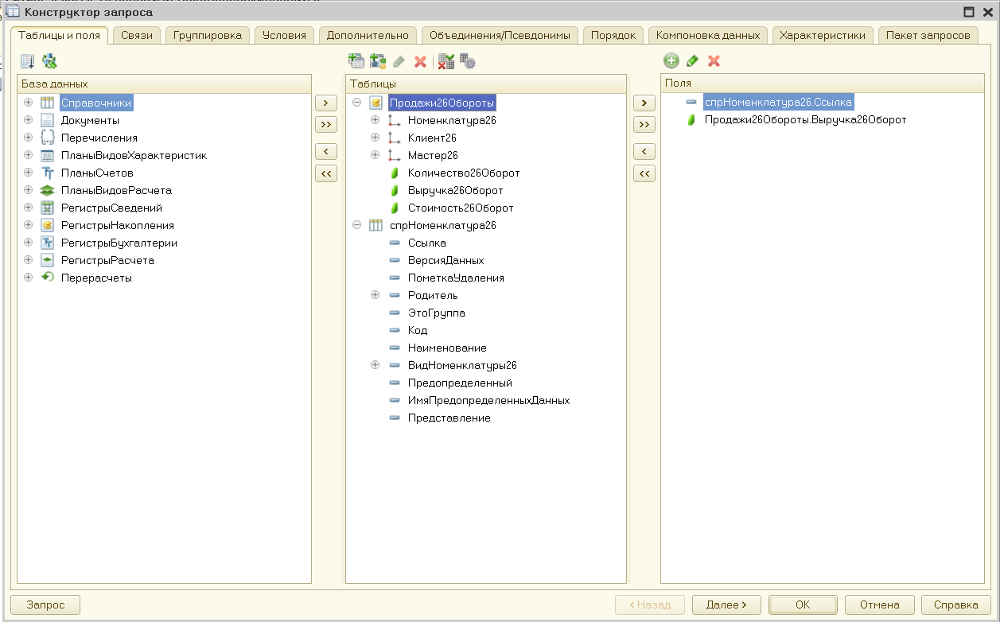 Конструктор запроса
Таблицы и поля
Связи
Группировка
Условия
Дополнительно
Объединения/Псевдонимы
Порядок
Компоновка данных
Характеристики
Пакет запросов
База данных
Справочники
Документы
Перечисления
ПланыВидовХарактеристик
ПланыСчетов
ПланыВидовРасчета
РегистрыСведений
РегистрыНакопления
РегистрыБухгалтерии
РегистрыРасчета
Перерасчеты
>
>>
<
<<
Таблицы
Продажи26Обороты
Номенклатура26
Клиент26
Мастер26
Количество26Оборот
Выручка26Оборот
Стоимость26Оборот
спрНоменклатура26
Ссылка
ВерсияДанных
ПометкаУдаления
Родитель
ЭтоГруппа
Код
Наименование
ВидНоменклатуры26
Предопределенный
ИмяПредопределенныхДанных
Представление
>
>>
<
<<
Поля
спрНоменклатура26.Ссылка
Продажи26Обороты.Выручка26Оборот
Запрос
< Назад
Далее >
ОК
Отмена
Справка